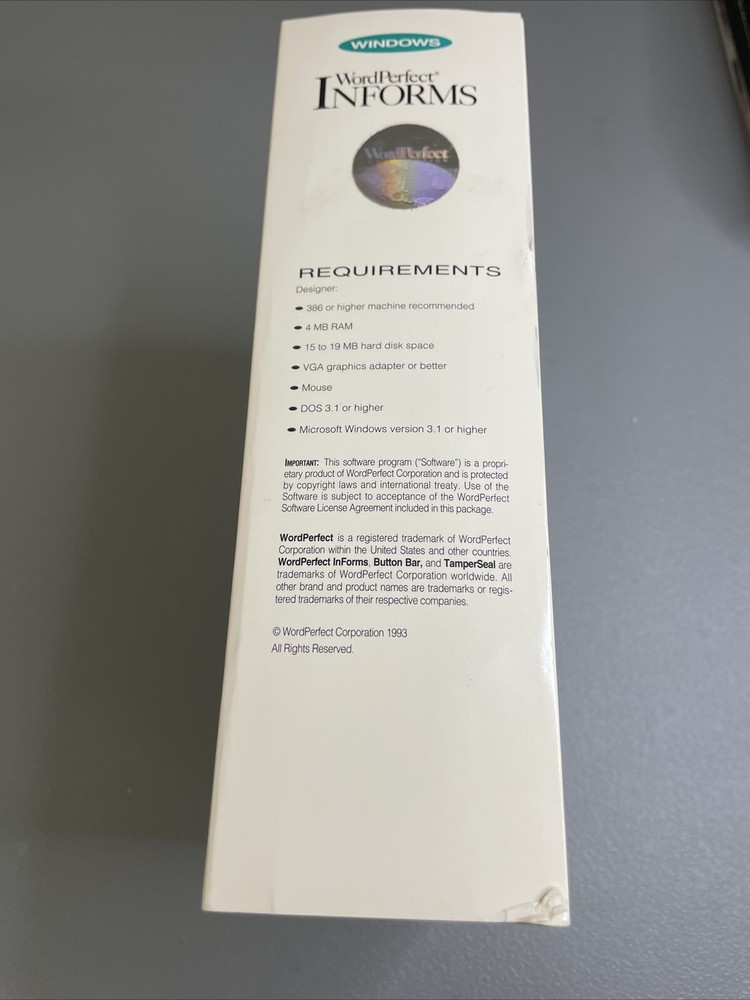 WINDOWS
WordPerfect®
INFORMS
WordPerfect
REQUIREMENTS
Designer:
• 386 or higher machine recommended
• 4 MB RAM
• 15 to 19 MB hard disk space
• VGA graphics adapter or better
• Mouse
• DOS 3.1 or higher
• Microsoft Windows version 3.1 or higher
IMPORTANT: This software program ("Software") is a propri-
etary product of WordPerfect Corporation and is protected
by copyright laws and international treaty. Use of the
Software is subject to acceptance of the WordPerfect
Software License Agreement included in this package.
WordPerfect is a registered trademark of WordPerfect
Corporation within the United States and other countries.
WordPerfect InForms, Button Bar, and TamperSeal are
trademarks of WordPerfect Corporation worldwide. All
other brand and product names are trademarks or regis-
tered trademarks of their respective companies.
© WordPerfect Corporation 1993
All Rights Reserved.